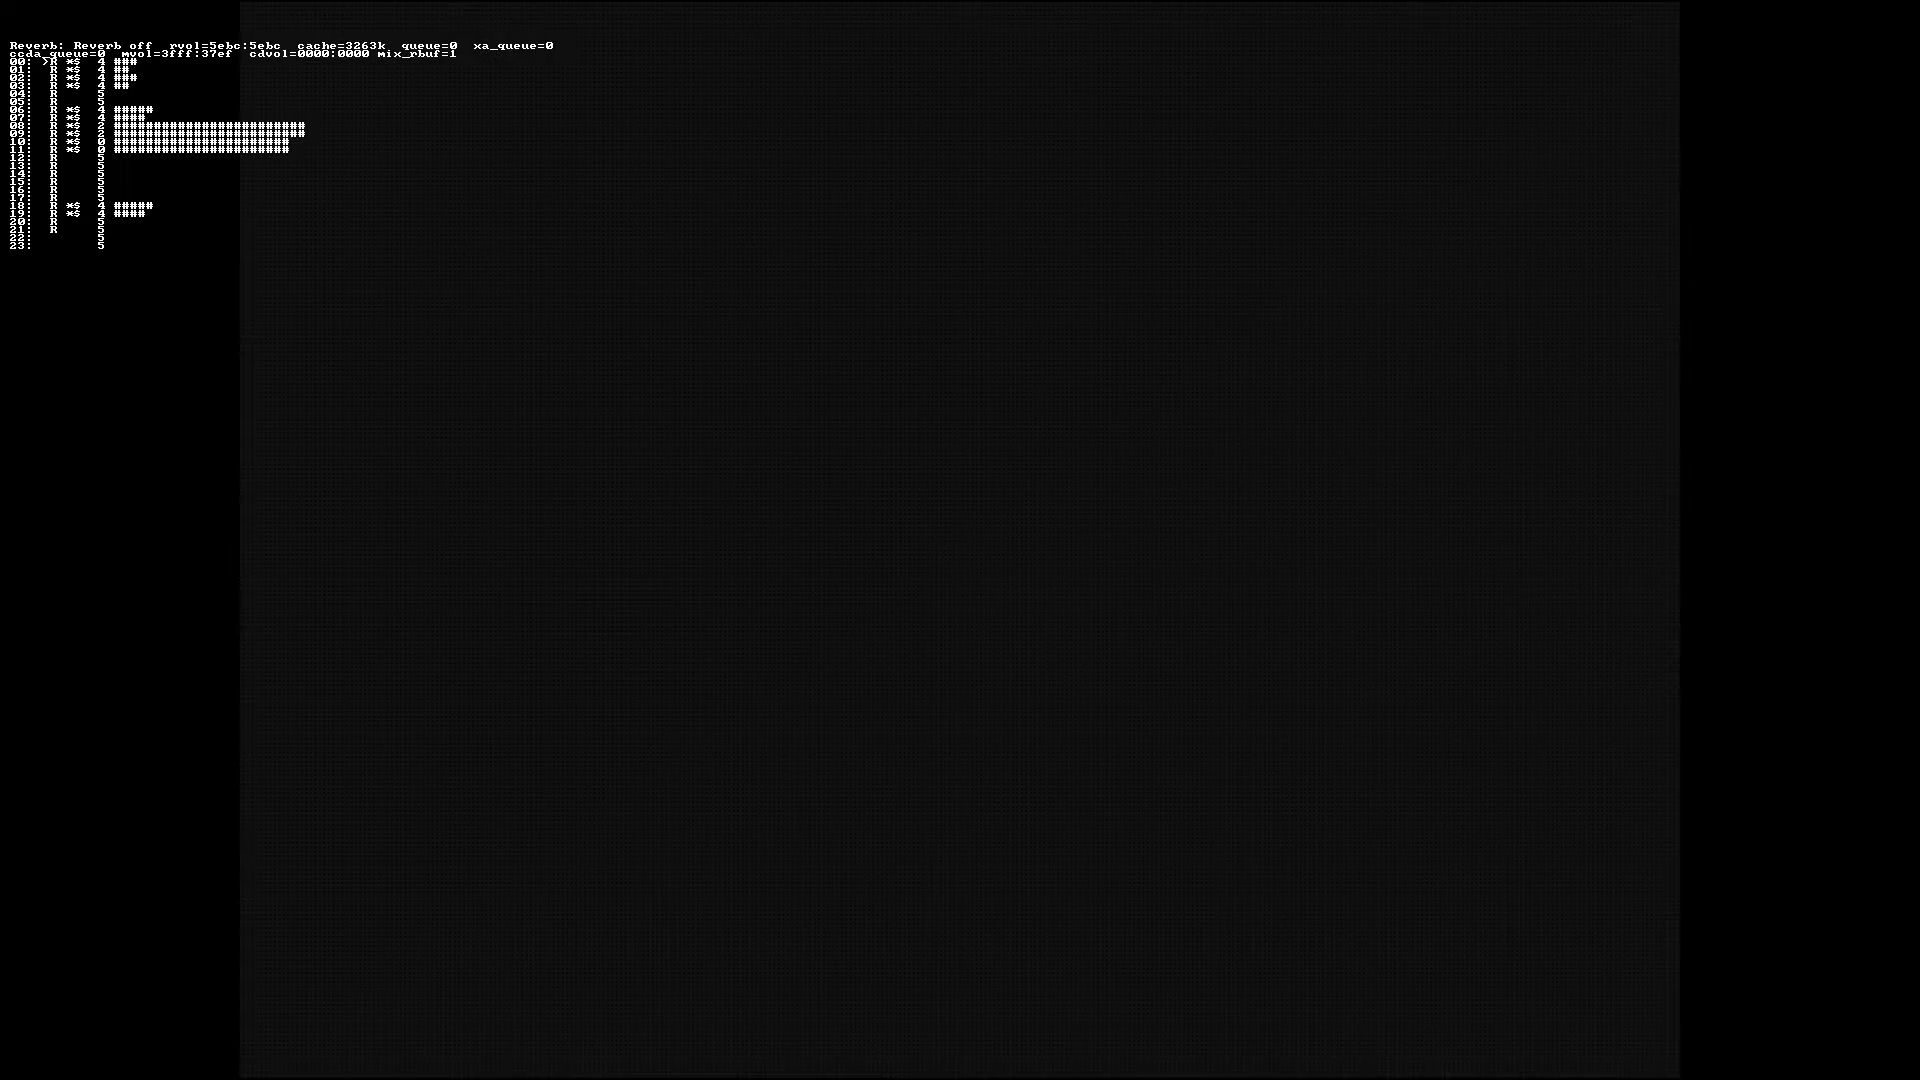 Reverb: Reverb off  rvol=5ebc:5ebc  cache=3263k  queue=0  xa_queue=0
ccda_queue=0  mvol=3fff:37ef  cdvol=0000:0000 mix_rbuf=1
00: >R *$  4 ###
01:  R *$  4 ##
02:  R *$  4 ###
03:  R *$  4 ##
04:  R     5
05:  R     5
06:  R *$  4 #####
07:  R *$  4 ####
08:  R *$  2 ########################
09:  R *$  2 ########################
10:  R *$  0 ######################
11:  R *$  0 ######################
12:  R     5
13:  R     5
14:  R     5
15:  R     5
16:  R     5
17:  R     5
18:  R *$  4 #####
19:  R *$  4 ####
20:  R     5
21:  R     5
22:        5
23:        5